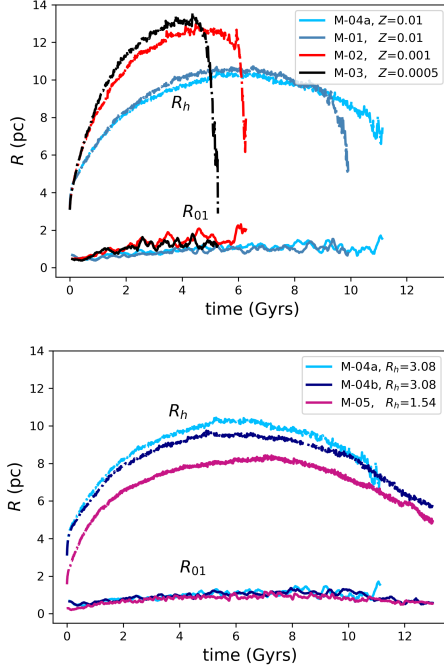 14
12
10
8
6
4
2
0
R (pc)
M-04a, Z=0.01
M-01, Z=0.01
M-02, Z=0.001
M-03, Z=0.0005
R_h
R_01
0 2 4 6 8 10 12
time (Gyrs)
14
12
10
8
6
4
2
0
R (pc)
M-04a, R_h=3.08
M-04b, R_h=3.08
M-05, R_h=1.54
R_h
R_01
0 2 4 6 8 10 12
time (Gyrs)